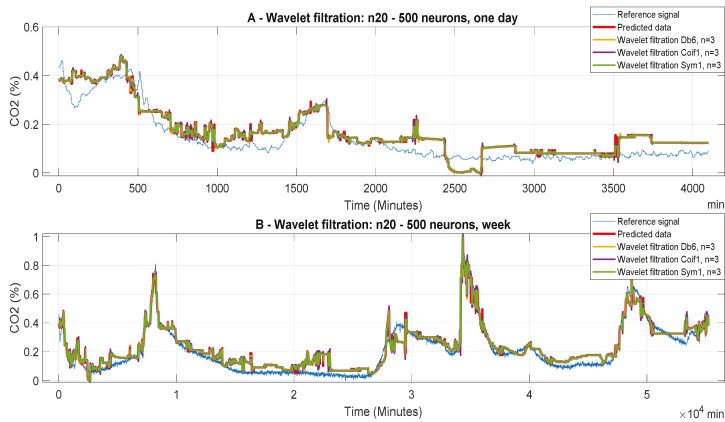 A - Wavelet filtration: n20 - 500 neurons, one day
Reference signal
Predicted data
Wavelet filtration Db6, n=3
Wavelet filtration Coif1, n=3
Wavelet filtration Sym1, n=3
CO2 (%)
0.6
0.4
0.2
0
0 500 1000 1500 2000 2500 3000 3500 4000
min
Time (Minutes)
B - Wavelet filtration: n20 - 500 neurons, week
Reference signal
Predicted data
Wavelet filtration Db6, n=3
Wavelet filtration Coif1, n=3
Wavelet filtration Sym1, n=3
CO2 (%)
1
0.8
0.6
0.4
0.2
0
0 1 2 3 4 5
×10⁴ min
Time (Minutes)